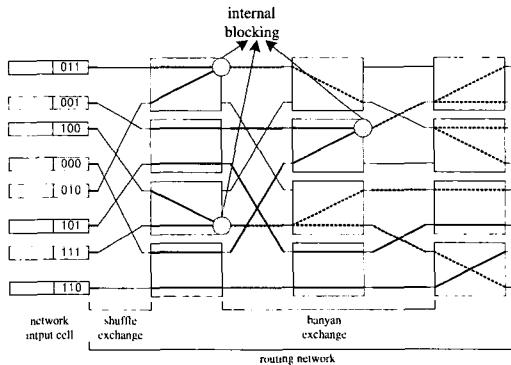 internal
blocking
011
001
100
000
010
101
111
110
network
input cell
shuffle
exchange
banyan
exchange
routing network